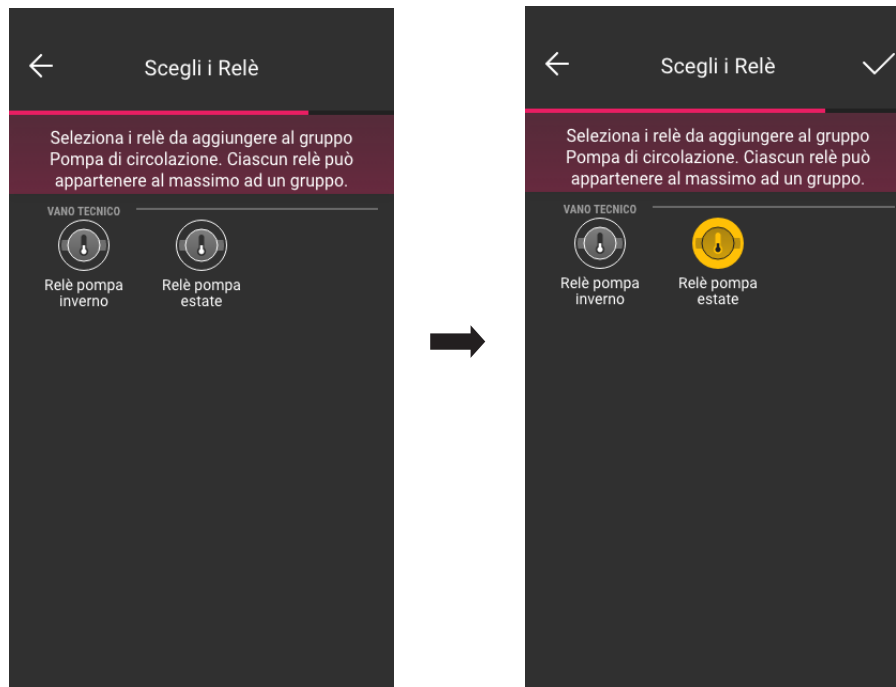 Scegli i Relè
Seleziona i relè da aggiungere al gruppo
Pompa di circolazione. Ciascun relè può
appartenere al massimo ad un gruppo.
VANO TECNICO
Relè pompa
inverno
Relè pompa
estate
Scegli i Relè
Seleziona i relè da aggiungere al gruppo
Pompa di circolazione. Ciascun relè può
appartenere al massimo ad un gruppo.
VANO TECNICO
Relè pompa
inverno
Relè pompa
estate